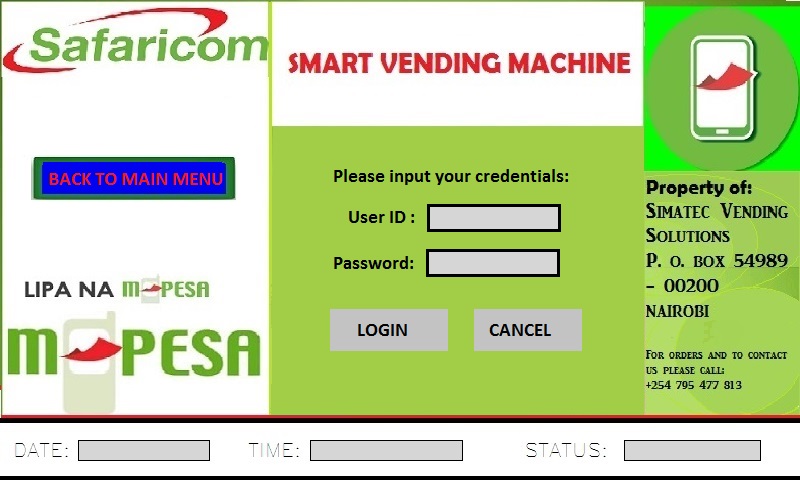 Safaricom
SMART VENDING MACHINE
BACK TO MAIN MENU
Please input your credentials:
User ID :
Password:
LOGIN
CANCEL
LIPA NA M-PESA
m-PESA
Property of:
SIMATEC VENDING
SOLUTIONS
P. O. BOX 54989
- 00200
NAIROBI
FOR ORDERS AND TO CONTACT
US, PLEASE CALL:
+254 795 477 813
DATE:
TIME:
STATUS: